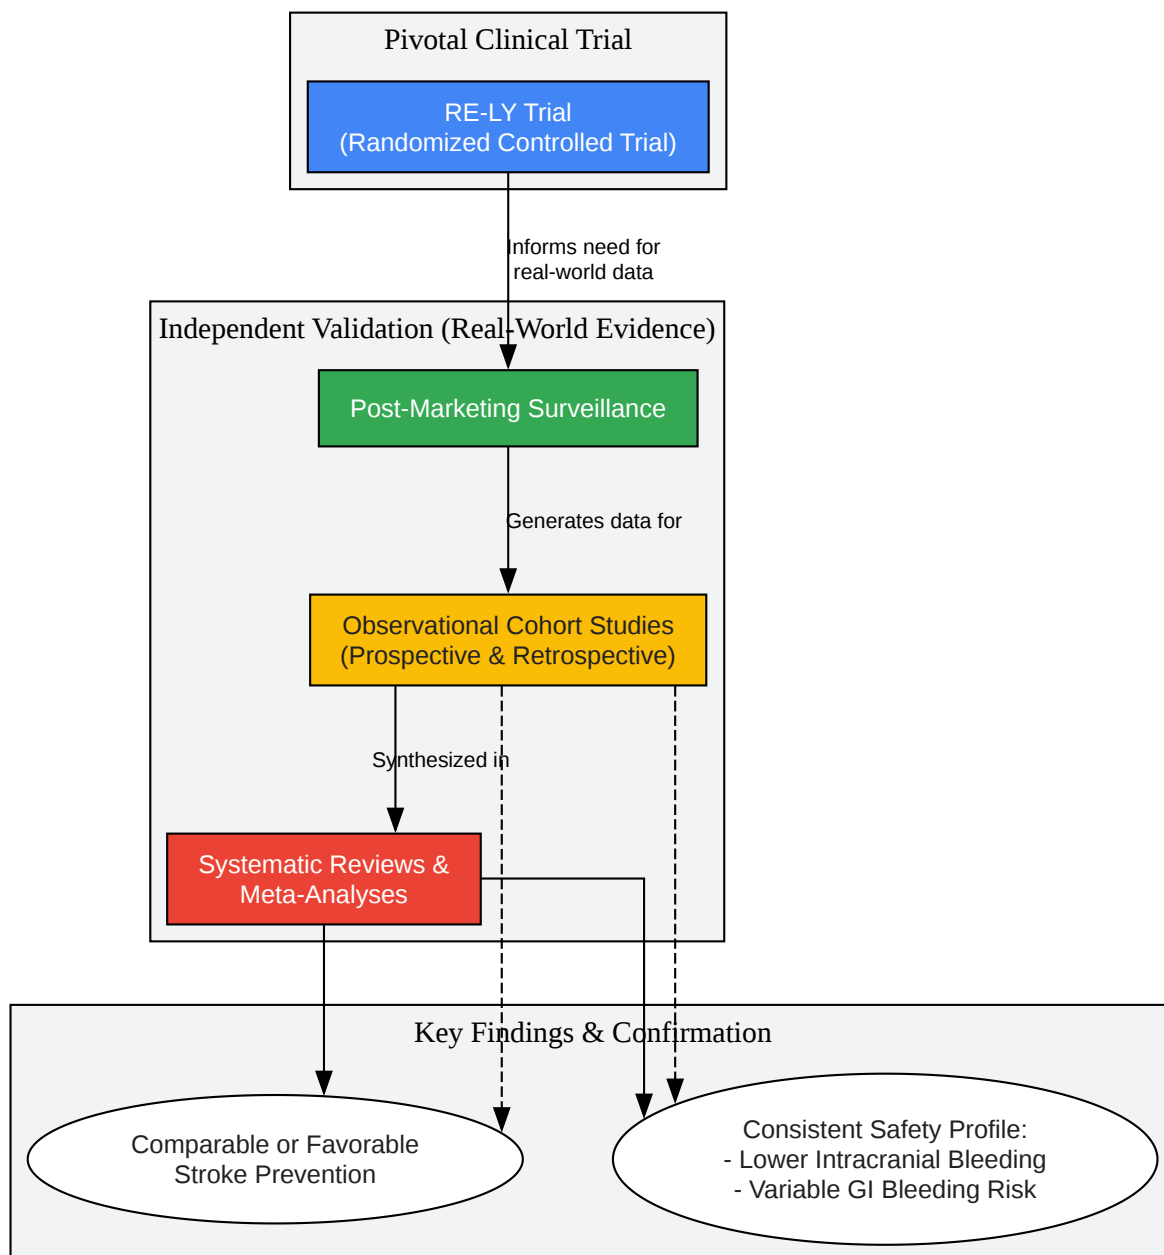 Pivotal Clinical Trial
RE-LY Trial
(Randomized Controlled Trial)
Informs need for
real-world data
Independent Validation (Real-World Evidence)
Post-Marketing Surveillance
Generates data for
Observational Cohort Studies
(Prospective & Retrospective)
Synthesized in
Systematic Reviews &
Meta-Analyses
Key Findings & Confirmation
Comparable or Favorable
Stroke Prevention
Consistent Safety Profile:
- Lower Intracranial Bleeding
- Variable GI Bleeding Risk